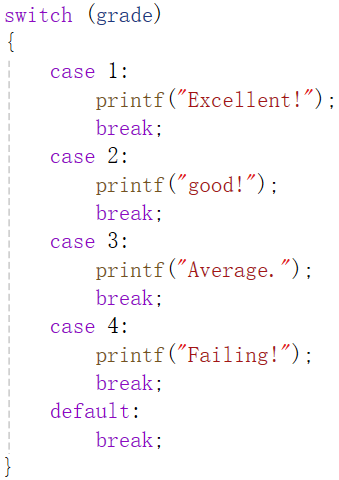 switch (grade)
{
    case 1:
        printf("Excellent!");
        break;
    case 2:
        printf("good!");
        break;
    case 3:
        printf("Average.");
        break;
    case 4:
        printf("Failing!");
        break;
    default:
        break;
}